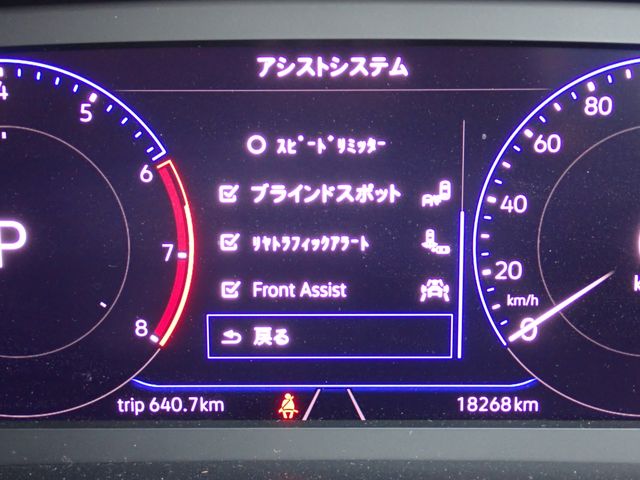 アシストシステム
スピードリミッター
ブラインドスポット
リヤトラフィックアラート
Front Assist
戻る
4
5
6
7
8
P
80
60
40
20
0
km/h
trip 640.7km
18268km